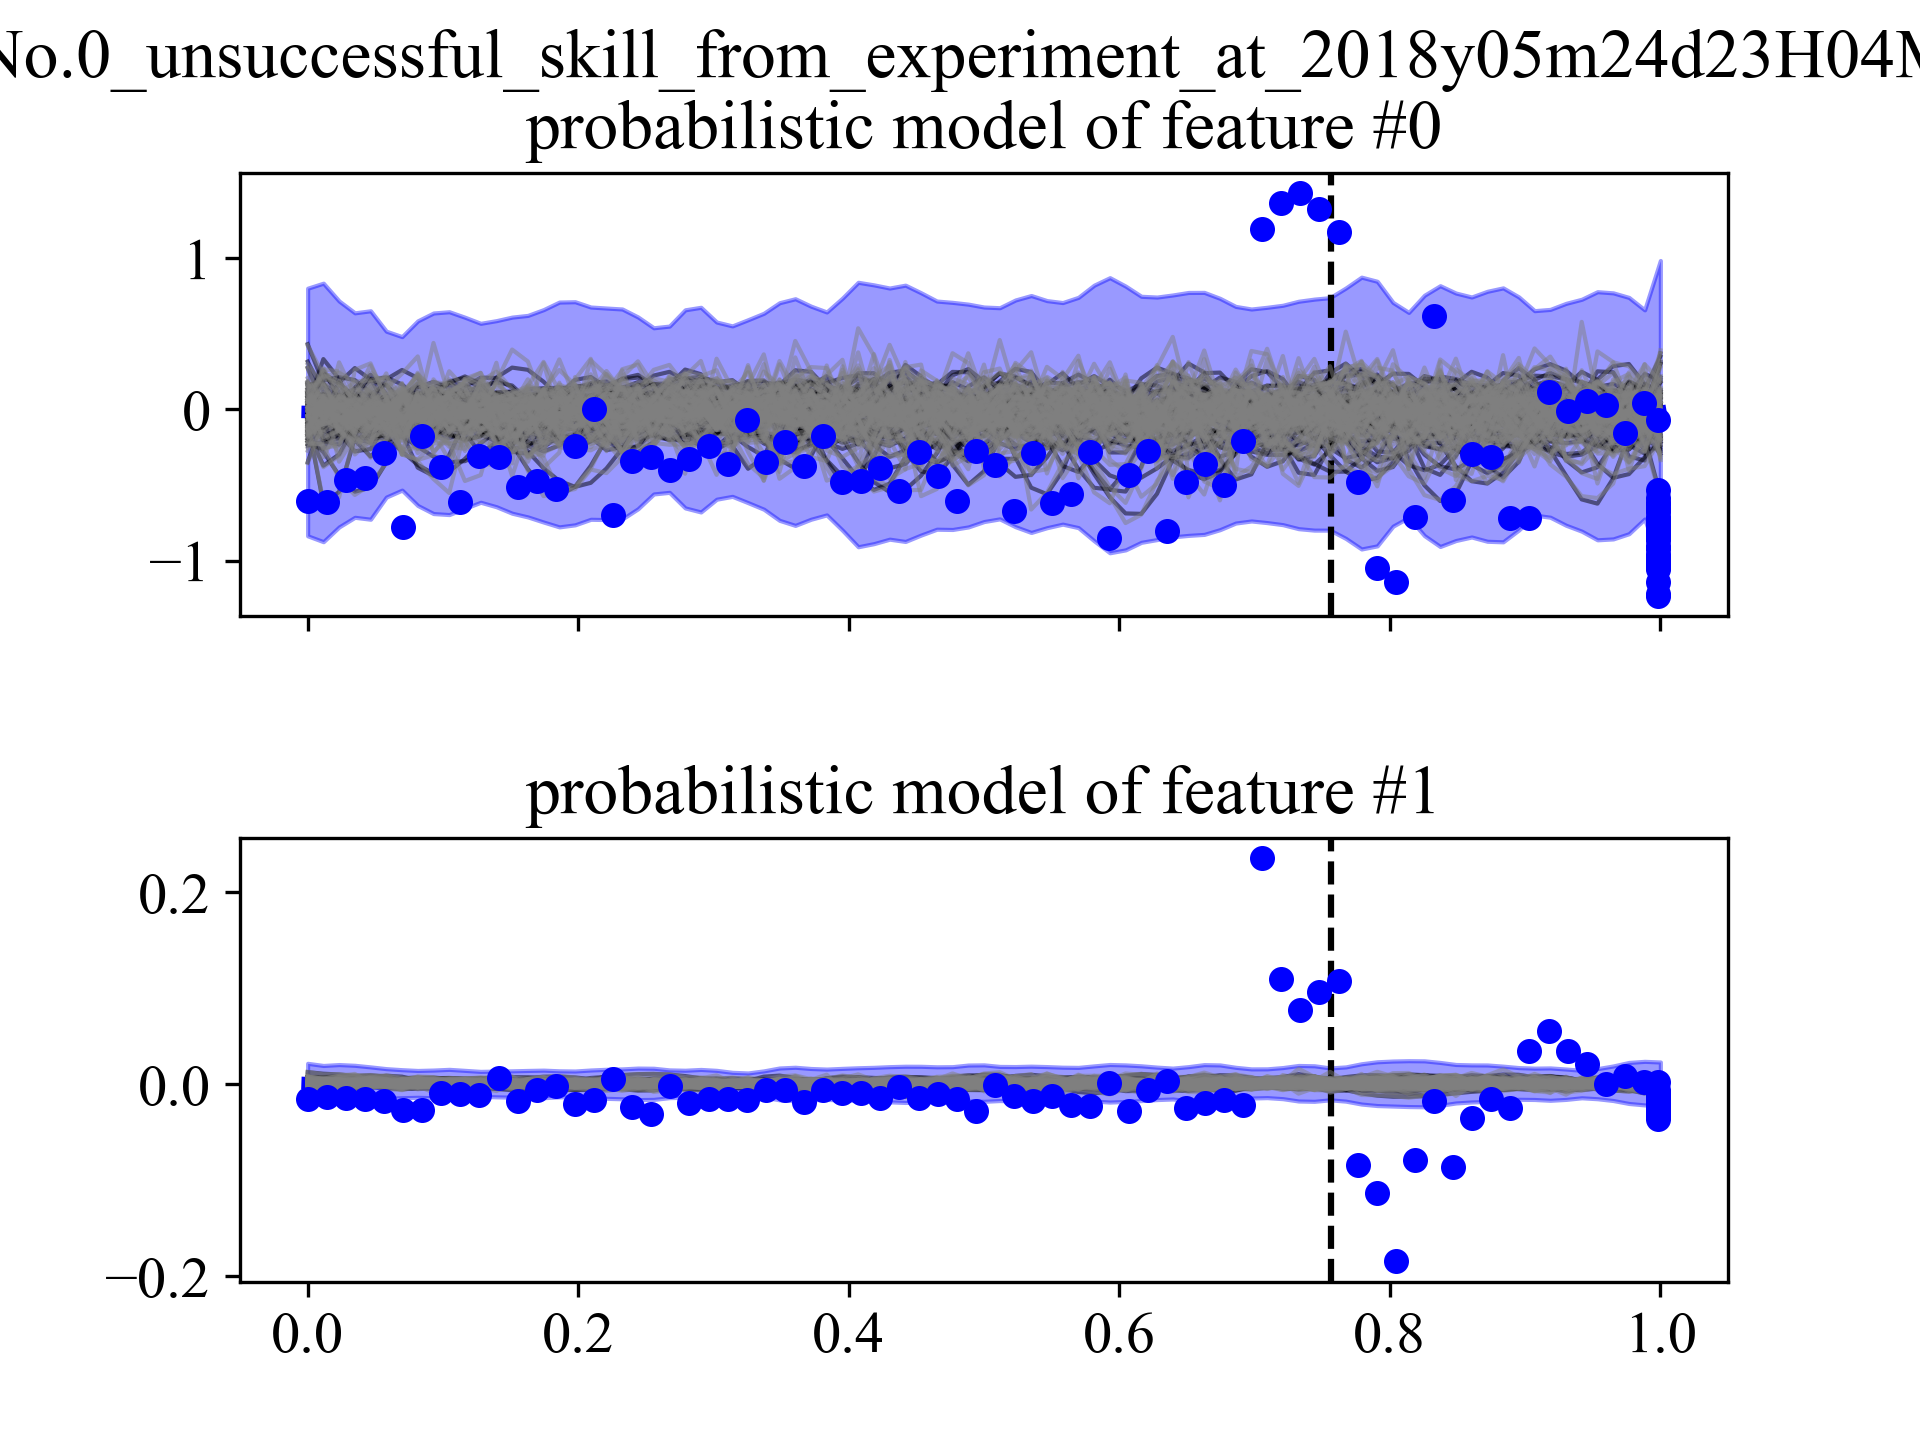 No.0_unsuccessful_skill_from_experiment_at_2018y05m24d23H04M
probabilistic model of feature #0
1
0
−1
probabilistic model of feature #1
0.2
0.0
−0.2
0.0 0.2 0.4 0.6 0.8 1.0